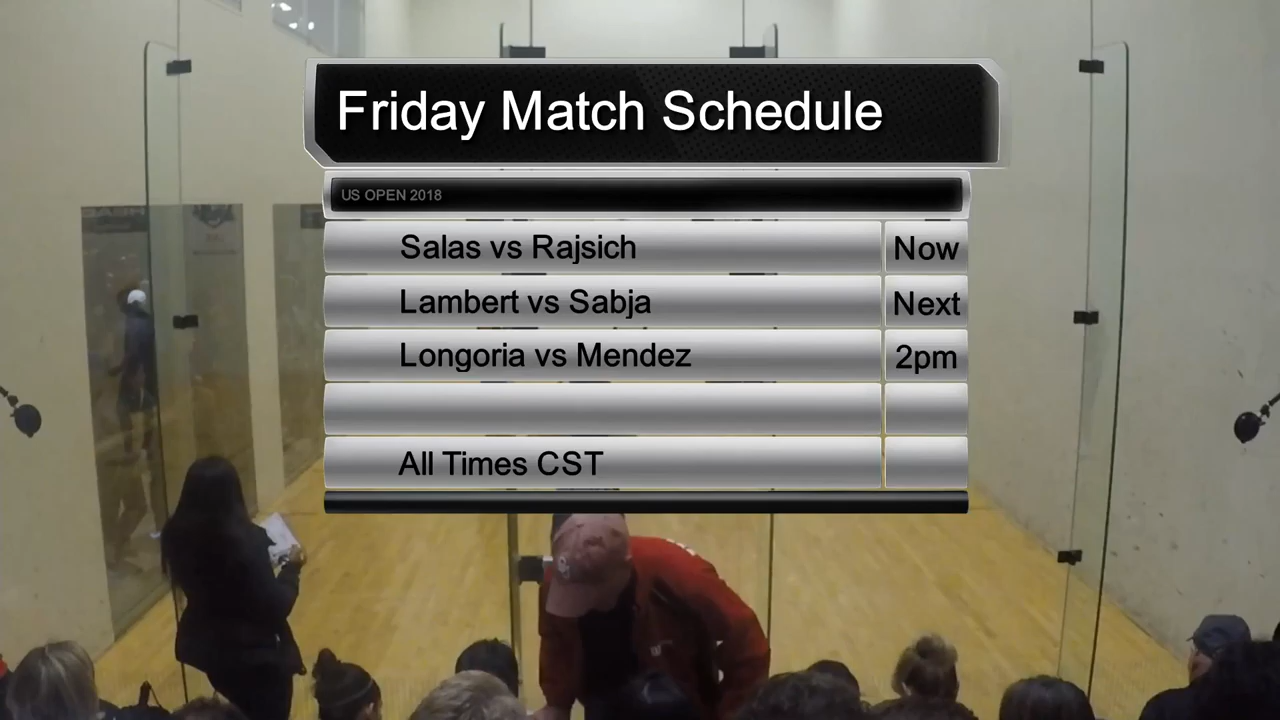 Friday Match Schedule
US OPEN 2018
Salas vs Rajsich Now
Lambert vs Sabja Next
Longoria vs Mendez 2pm
All Times CST